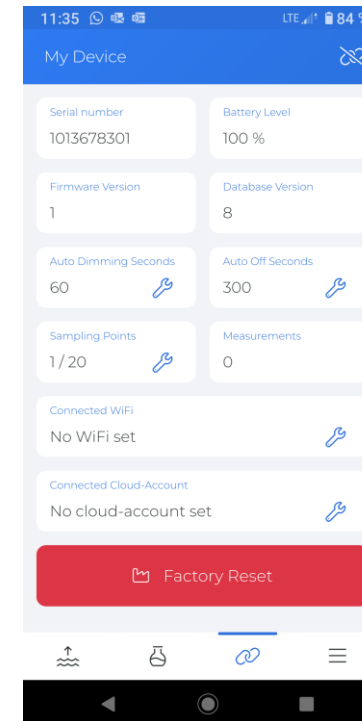 11:35 LTE 84 %
My Device
Serial number Battery Level
1013678301 100 %
Firmware Version Database Version
1 8
Auto Dimming Seconds Auto Off Seconds
60 300
Sampling Points Measurements
1 / 20 0
Connected WiFi
No WiFi set
Connected Cloud-Account
No cloud-account set
Factory Reset